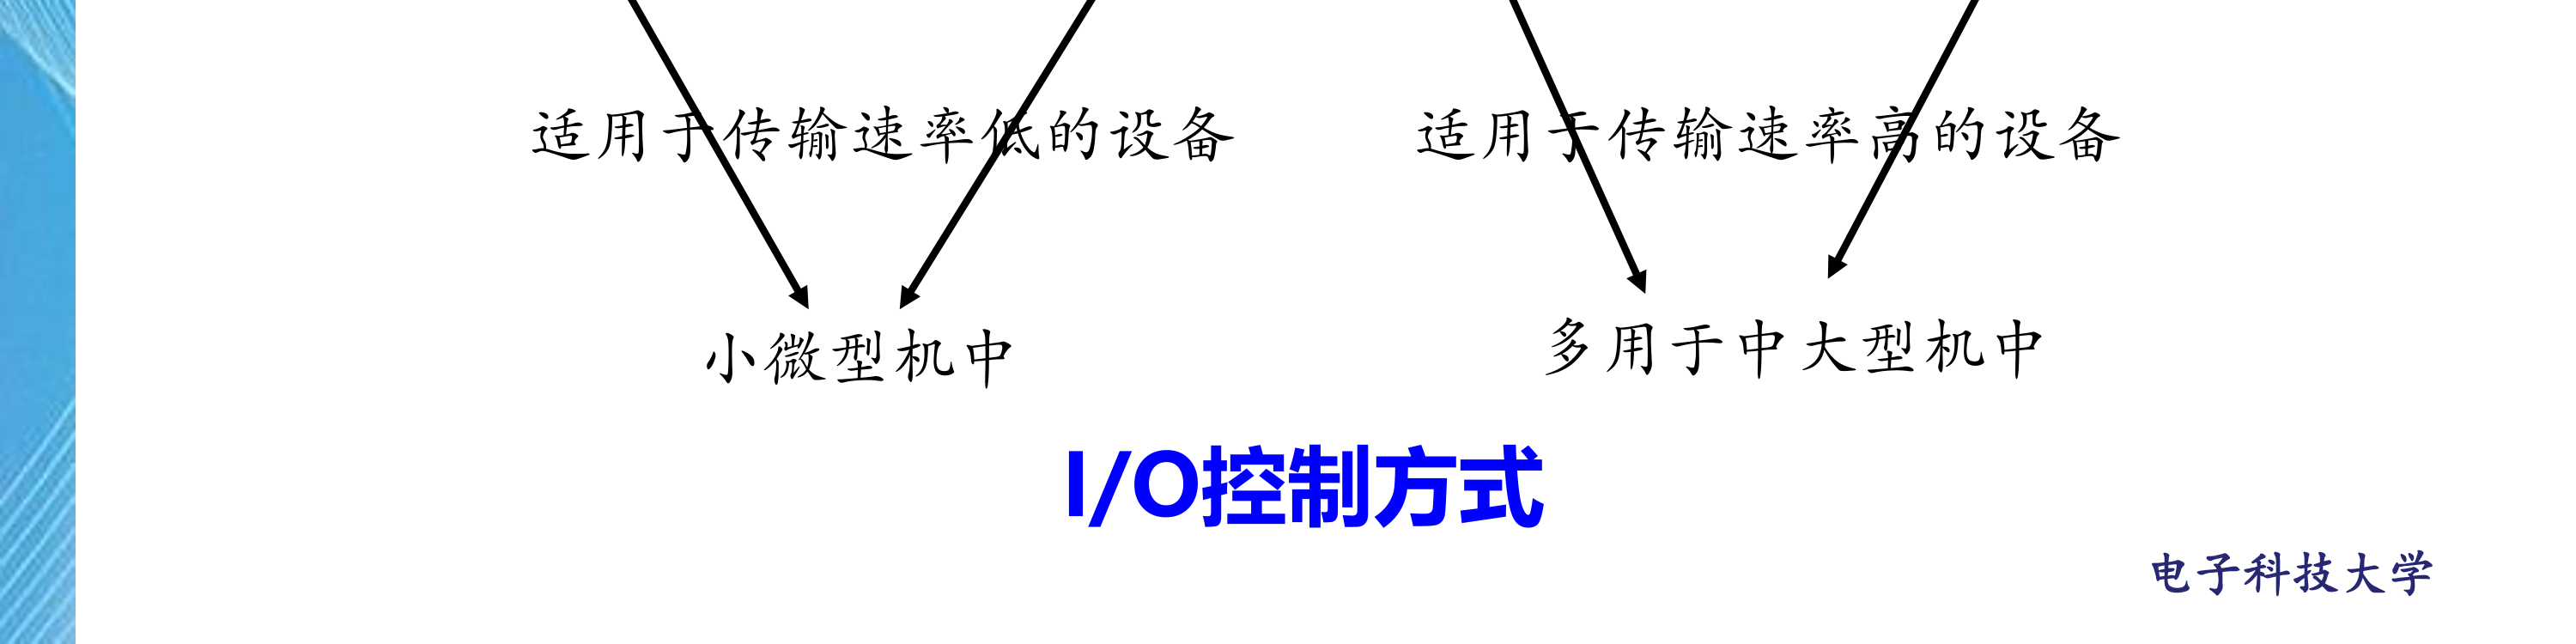 适用于传输速率低的设备
适用于传输速率高的设备
小微型机中
多用于中大型机中
I/O控制方式
电子科技大学